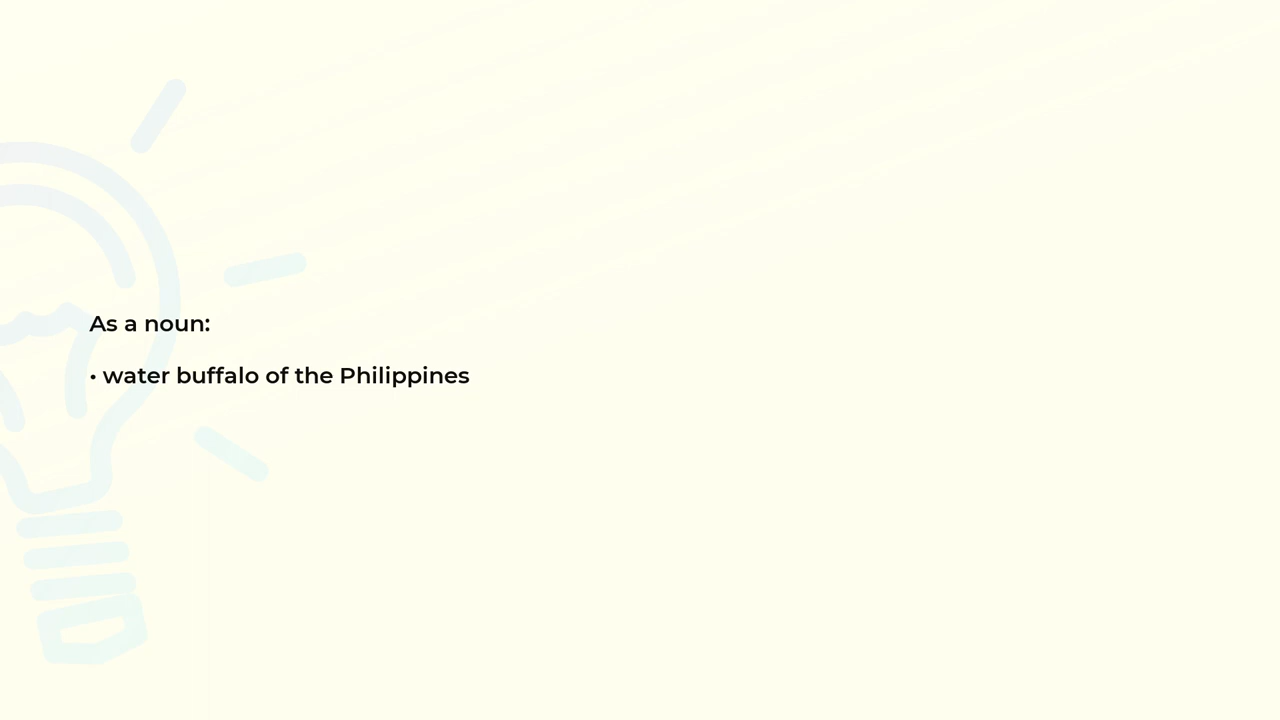 As a noun:
• water buffalo of the Philippines